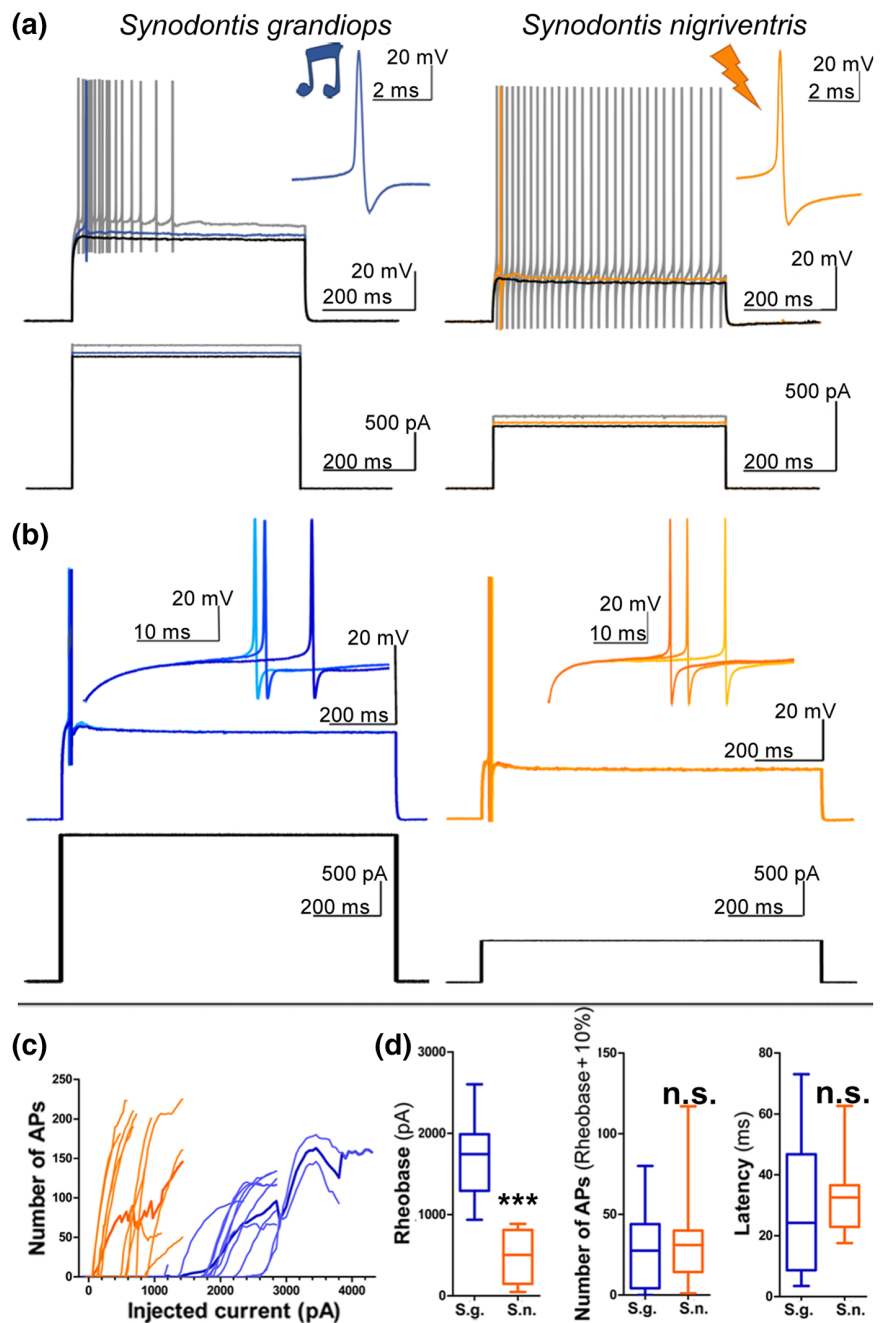 (a) Synodontis grandiops Synodontis nigriventris
20 mV
2 ms
20 mV
2 ms
20 mV
200 ms
20 mV
200 ms
500 pA
200 ms
500 pA
200 ms
(b)
20 mV
10 ms
20 mV
200 ms
20 mV
10 ms
20 mV
200 ms
500 pA
200 ms
500 pA
200 ms
(c)
Number of APs
250
200
150
100
50
0
0 1000 2000 3000 4000
Injected current (pA)
(d)
Rheobase (pA)
3000
2000
1000
0
***
S.g. S.n.
Number of APs (Rheobase+10%)
150
100
50
0
n.s.
S.g. S.n.
Latency (ms)
80
60
40
20
0
n.s.
S.g. S.n.